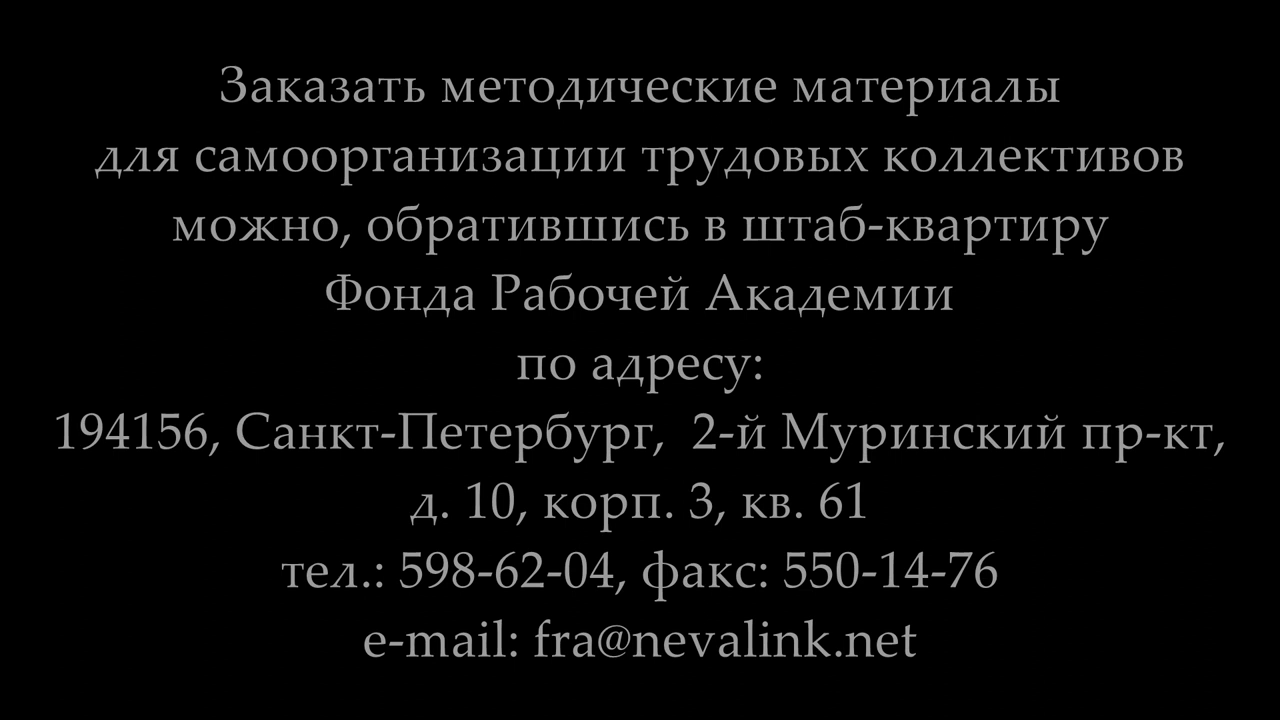 Заказать методические материалы
для самоорганизации трудовых коллективов
можно, обратившись в штаб-квартиру
Фонда Рабочей Академии
по адресу:
194156, Санкт-Петербург, 2-й Муринский пр-кт,
д. 10, корп. 3, кв. 61
тел.: 598-62-04, факс: 550-14-76
e-mail: fra@nevalink.net